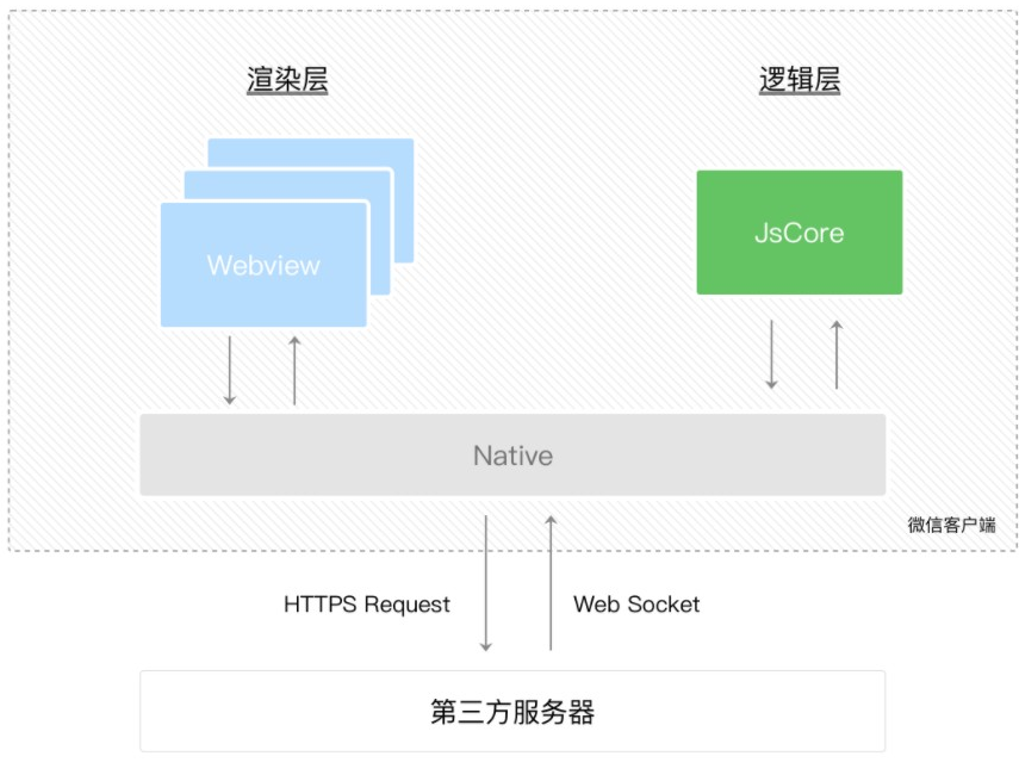 渲染层
逻辑层
Webview
JsCore
Native
微信客户端
HTTPS Request
Web Socket
第三方服务器